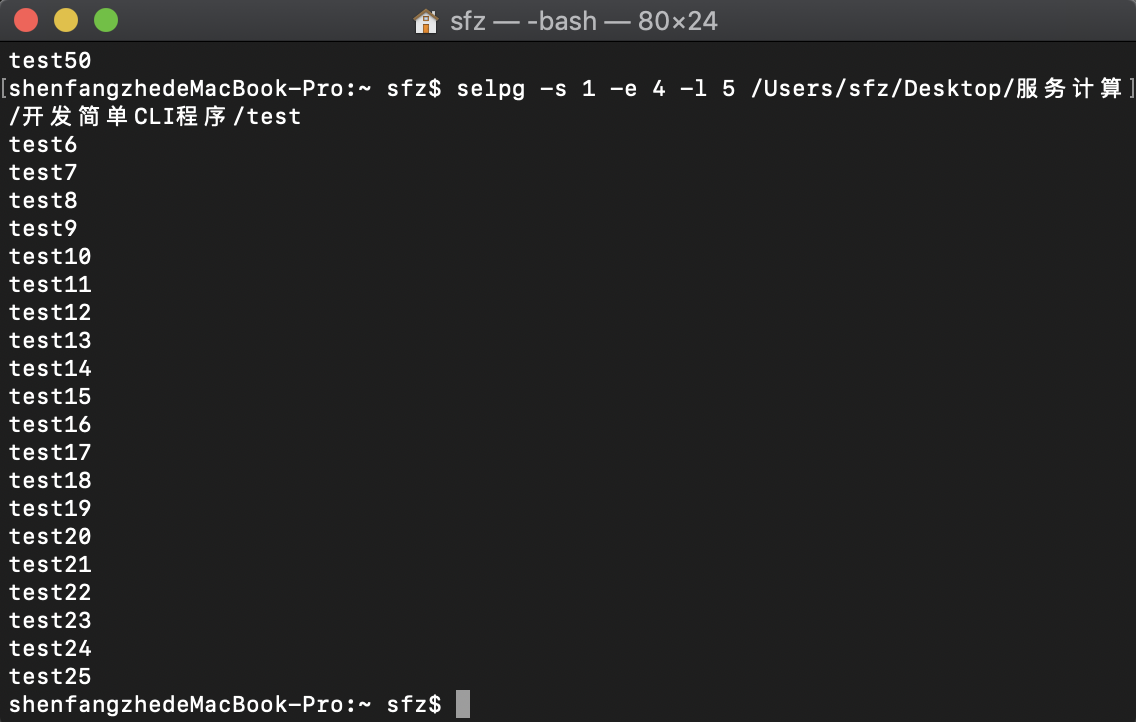 sfz — -bash — 80×24
test50
[shenfangzhedeMacBook-Pro:~ sfz$ selpg -s 1 -e 4 -l 5 /Users/sfz/Desktop/服务计算]
/开发简单CLI程序/test
test6
test7
test8
test9
test10
test11
test12
test13
test14
test15
test16
test17
test18
test19
test20
test21
test22
test23
test24
test25
shenfangzhedeMacBook-Pro:~ sfz$